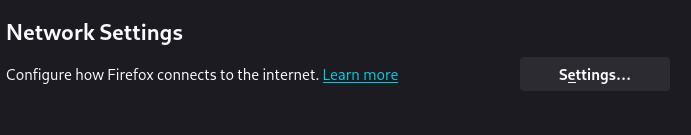 Network Settings
Configure how Firefox connects to the internet. Learn more
Settings...